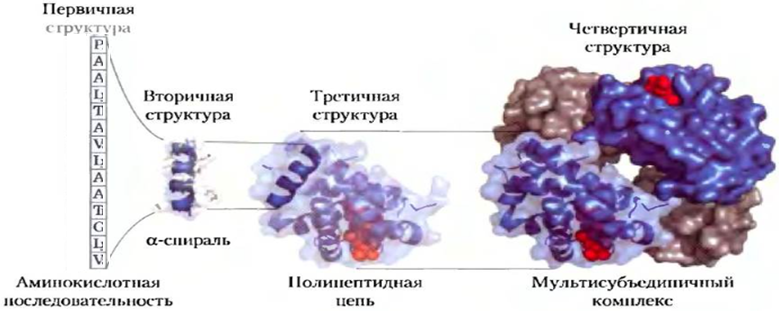 Первичная
структура
P
A
A
L
T
A
V
L
A
A
T
G
L
V
Аминокислотная
последовательность
Вторичная
структура
α-спираль
Третичная
структура
Полипептидная
цепь
Четвертичная
структура
Мультисубъединичный
комплекс